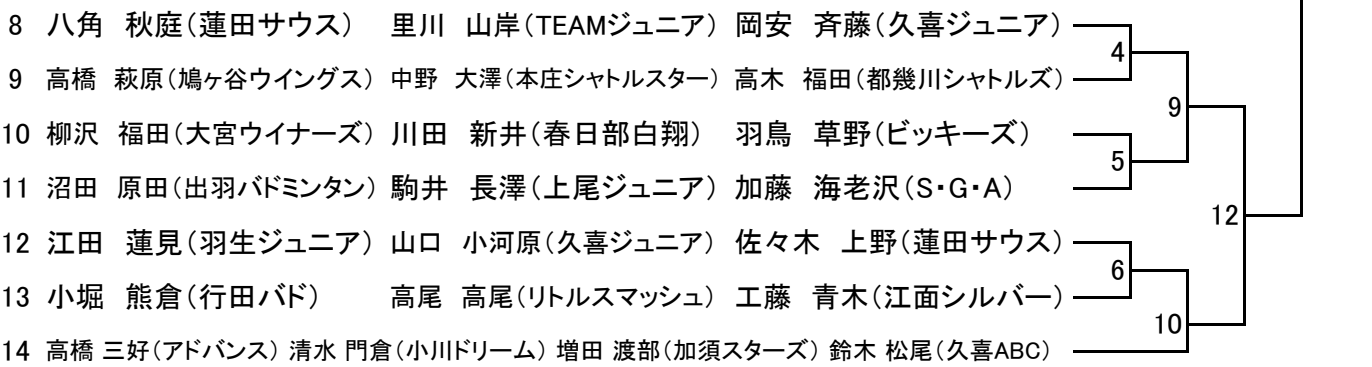 8 八角 秋庭（蓮田サウス） 里川 山岸（TEAMジュニア） 岡安 斉藤（久喜ジュニア）
4
9 高橋 萩原（鳩ヶ谷ウイングス） 中野 大澤（本庄シャトルスター） 高木 福田（都幾川シャトルズ）
9
10 柳沢 福田（大宮ウイナーズ） 川田 新井（春日部白翔） 羽鳥 草野（ビッキーズ）
5
11 沼田 原田（出羽バドミンタン） 駒井 長澤（上尾ジュニア） 加藤 海老沢（S・G・A）
12
12 江田 蓮見（羽生ジュニア） 山口 小河原（久喜ジュニア） 佐々木 上野（蓮田サウス）
6
13 小堀 熊倉（行田バド） 高尾 高尾（リトルスマッシュ） 工藤 青木（江面シルバー）
10
14 高橋 三好（アドバンス） 清水 門倉（小川ドリーム） 増田 渡部（加須スターズ） 鈴木 松尾（久喜ABC）